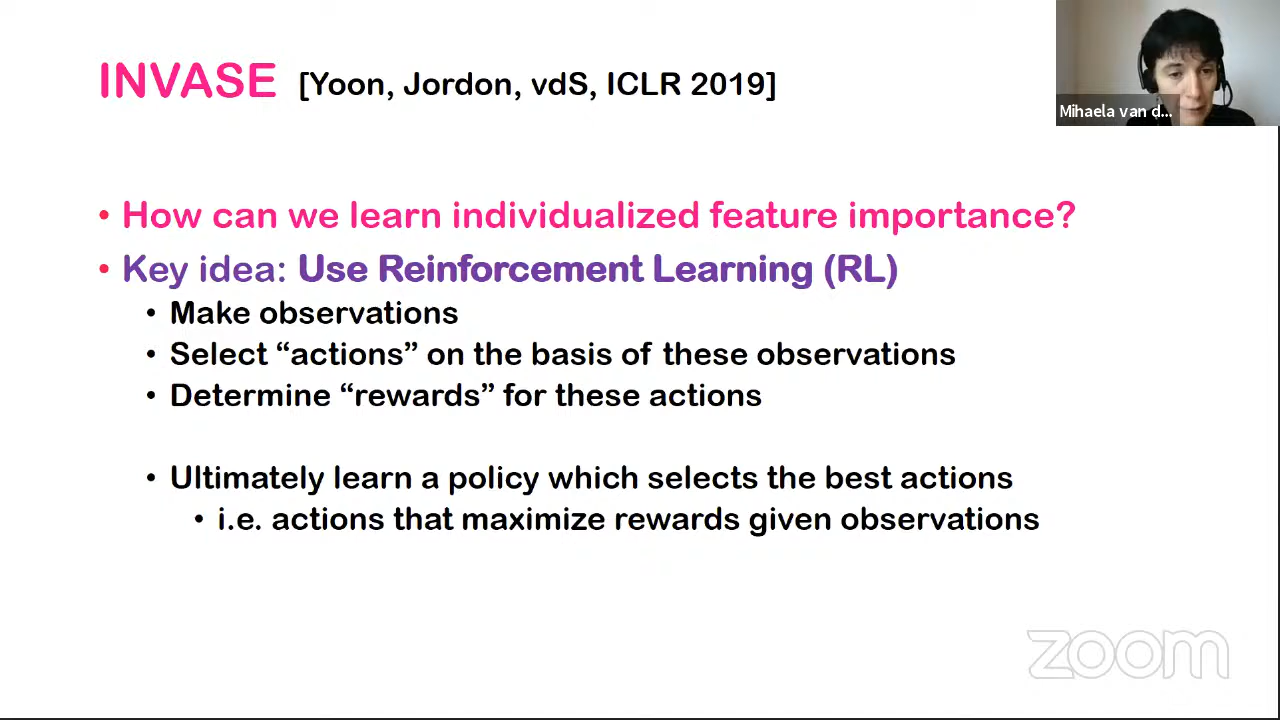 INVASE [Yoon, Jordon, vdS, ICLR 2019]
Mihaela van d...
• How can we learn individualized feature importance?
• Key idea: Use Reinforcement Learning (RL)
• Make observations
• Select “actions” on the basis of these observations
• Determine “rewards” for these actions
• Ultimately learn a policy which selects the best actions
• i.e. actions that maximize rewards given observations
zoom